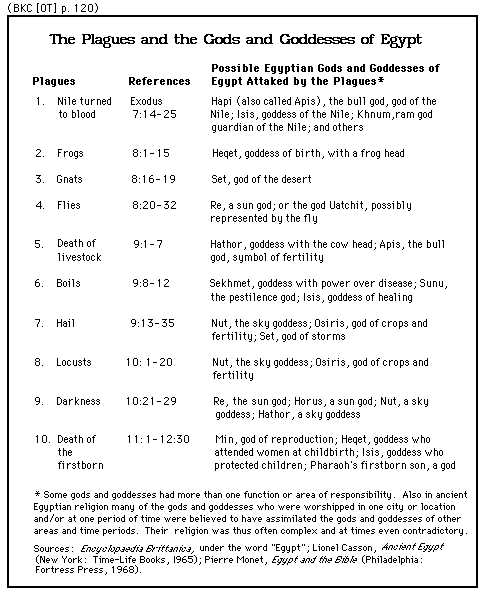 (BKC [OT] p. 120)
The Plagues and the Gods and Goddesses of Egypt
Possible Egyptian Gods and Goddesses of
Plagues References Egypt Attaked by the Plagues*
1. Nile turned Exodus Hapi (also called Apis), the bull god, god of the
to blood 7:14-25 Nile; Isis, goddess of the Nile; Khnum,ram god
guardian of the Nile; and others
2. Frogs 8:1-15 Heqet, goddess of birth, with a frog head
3. Gnats 8:16-19 Set, god of the desert
4. Flies 8:20-32 Re, a sun god; or the god Uatchit, possibly
represented by the fly
5. Death of 9:1-7 Hathor, goddess with the cow head; Apis, the bull
livestock god, symbol of fertility
6. Boils 9:8-12 Sekhmet, goddess with power over disease; Sunu,
the pestilence god; Isis, goddess of healing
7. Hail 9:13-35 Nut, the sky goddess; Osiris, god of crops and
fertility; Set, god of storms
8. Locusts 10:1-20 Nut, the sky goddess; Osiris, god of crops and
fertility
9. Darkness 10:21-29 Re, the sun god; Horus, a sun god; Nut, a sky
goddess; Hathor, a sky goddess
10. Death of 11:1-12:30 Min, god of reproduction; Heqet, goddess who
the attended women at childbirth; Isis, goddess who
firstborn protected children; Pharaoh's firstborn son, a god
* Some gods and goddesses had more than one function or area of responsibility. Also in ancient
Egyptian religion many of the gods and goddesses who were worshipped in one city or location
and/or at one period of time were believed to have assimilated the gods and goddesses of other
areas and time periods. Their religion was thus often complex and at times even contradictory.
Sources: Encyclopaedia Brittanica, under the word "Egypt"; Lionel Casson, Ancient Egypt
(New York: Time-Life Books, 1965); Pierre Monet, Egypt and the Bible (Philadelphia:
Fortress Press, 1968).